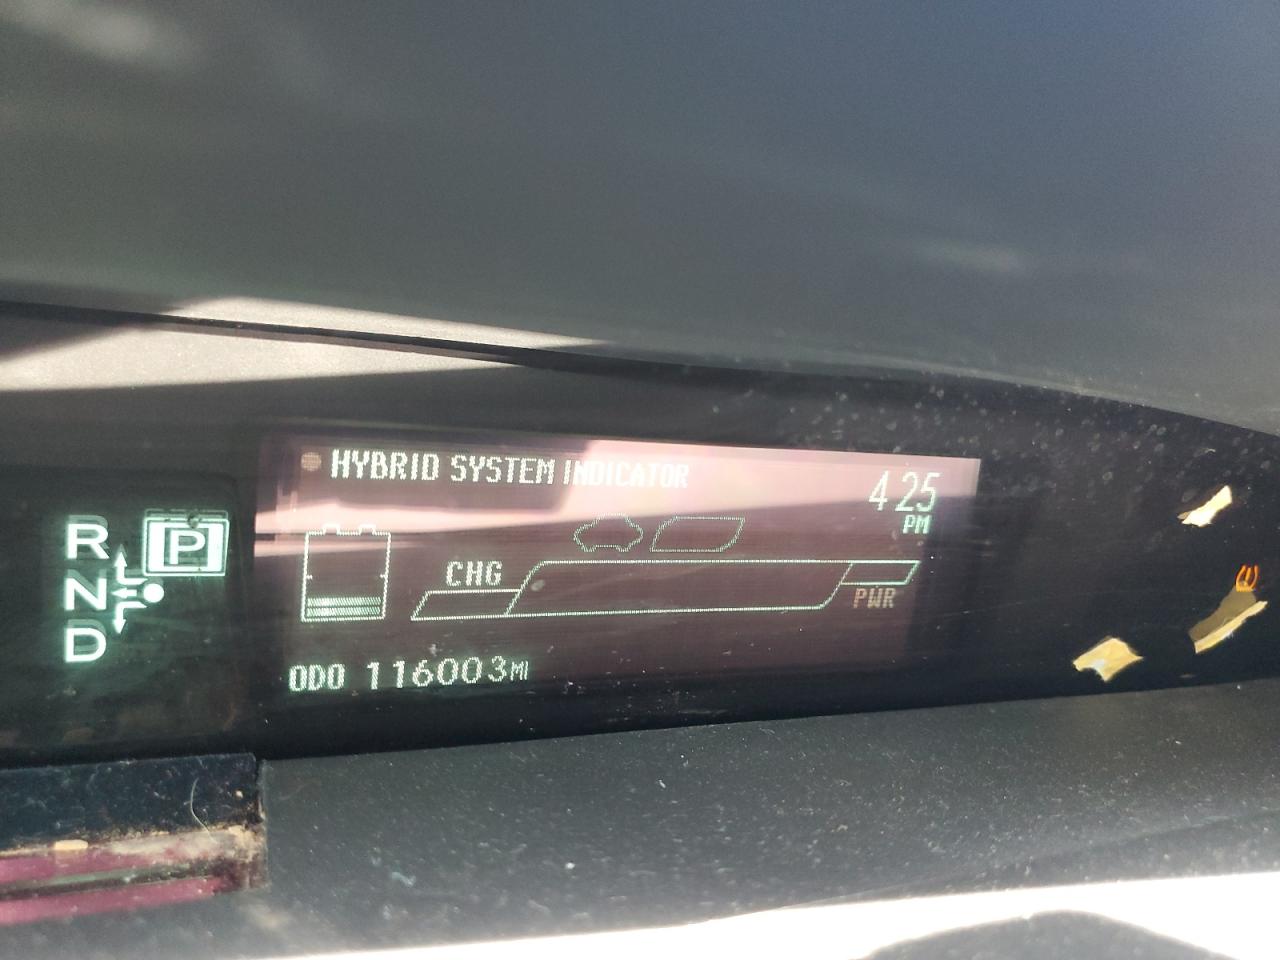 HYBRID SYSTEM INDICATOR
4 25
PM
R
P
N
D
CHG
PWR
ODO 116003MI